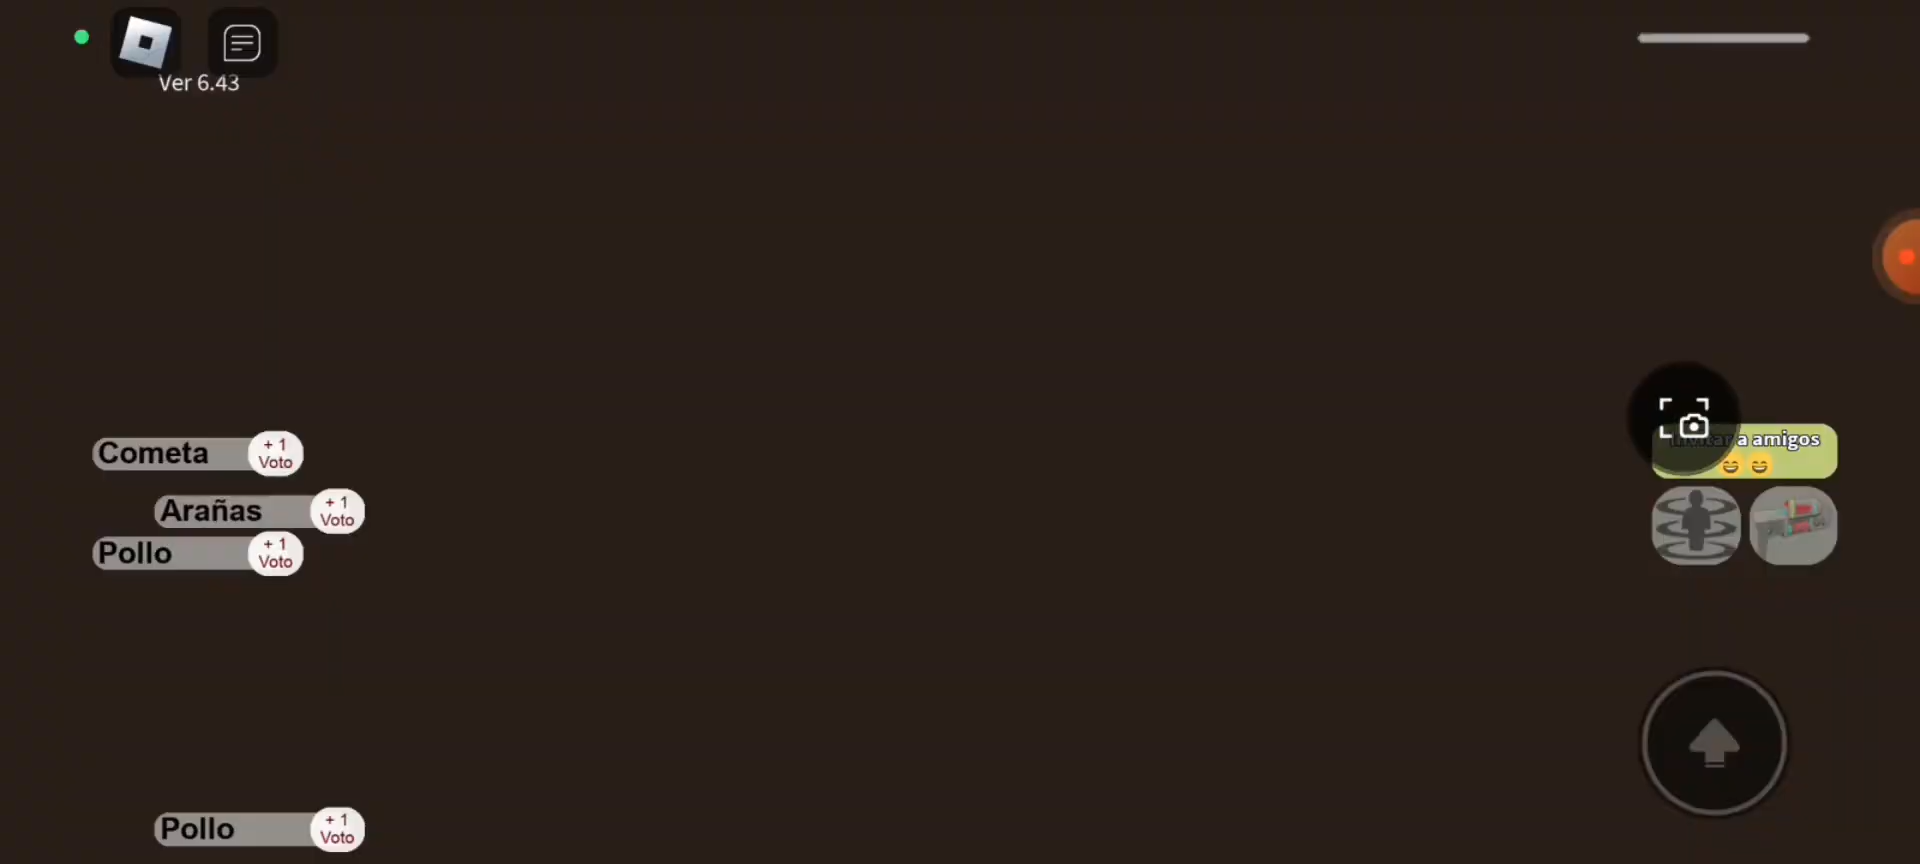 Ver 6.43
Cometa
+ 1
Voto
a amigos
😄 😄
Arañas
+ 1
Voto
Pollo
+ 1
Voto
Pollo
+ 1
Voto